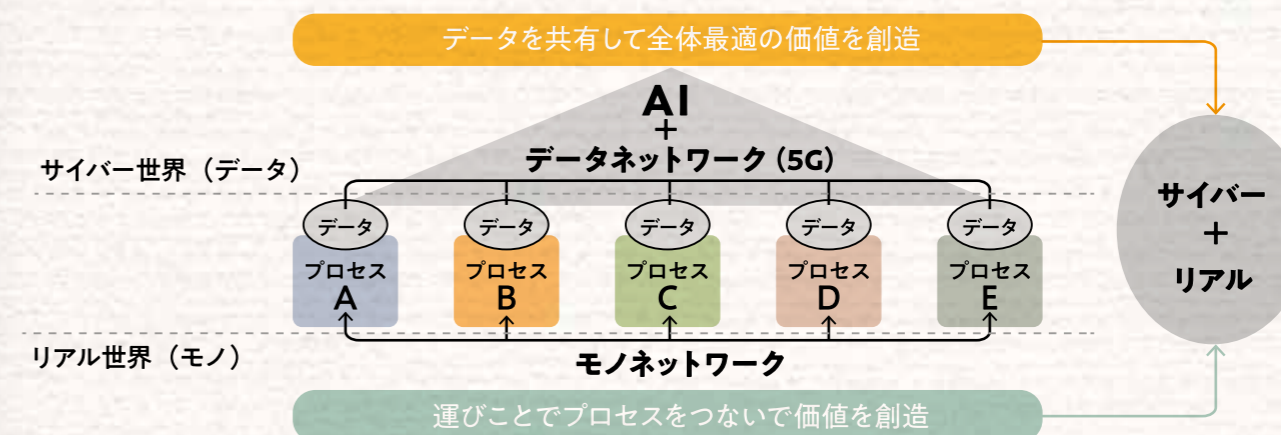 データを共有して全体最適の価値を創造
AI
+
データネットワーク（5G）
サイバー世界（データ）
データ
データ
データ
データ
データ
プロセス
A
プロセス
B
プロセス
C
プロセス
D
プロセス
E
サイバー
+
リアル
リアル世界（モノ）
モノネットワーク
運びことでプロセスをつないで価値を創造